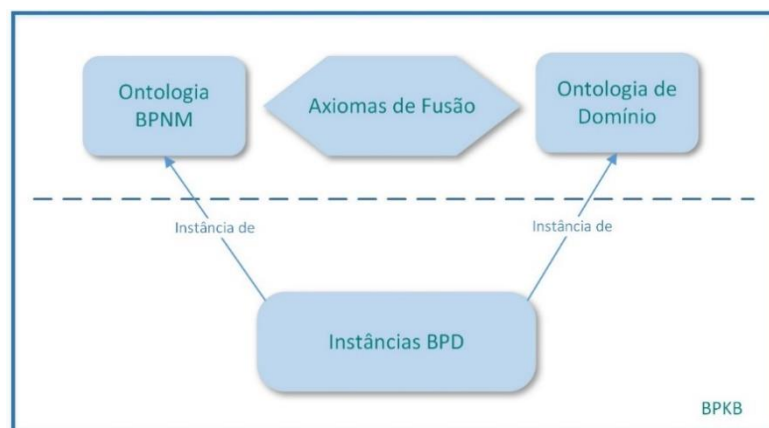 Ontologia
BPNM
Axiomas de Fusão
Ontologia de
Domínio
Instância de
Instância de
Instâncias BPD
BPKB